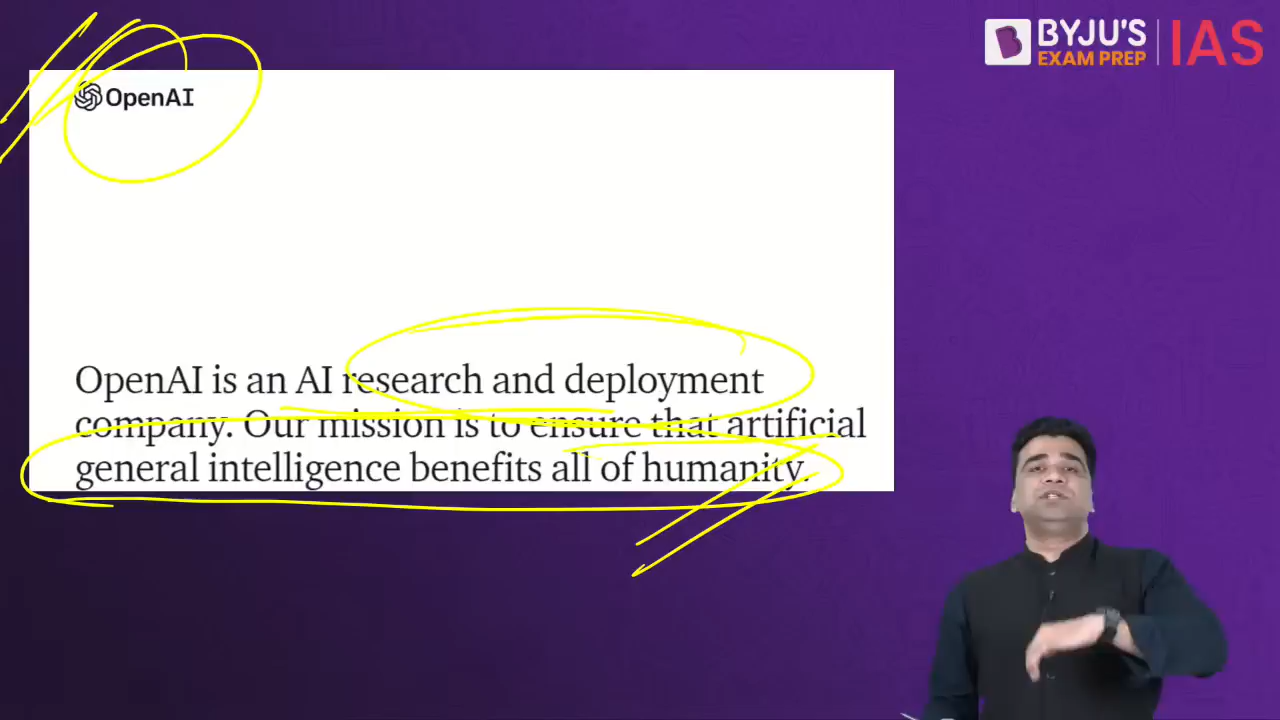 BYJU'S
EXAM PREP
IAS
OpenAI
OpenAI is an AI research and deployment
company. Our mission is to ensure that artificial
general intelligence benefits all of humanity.